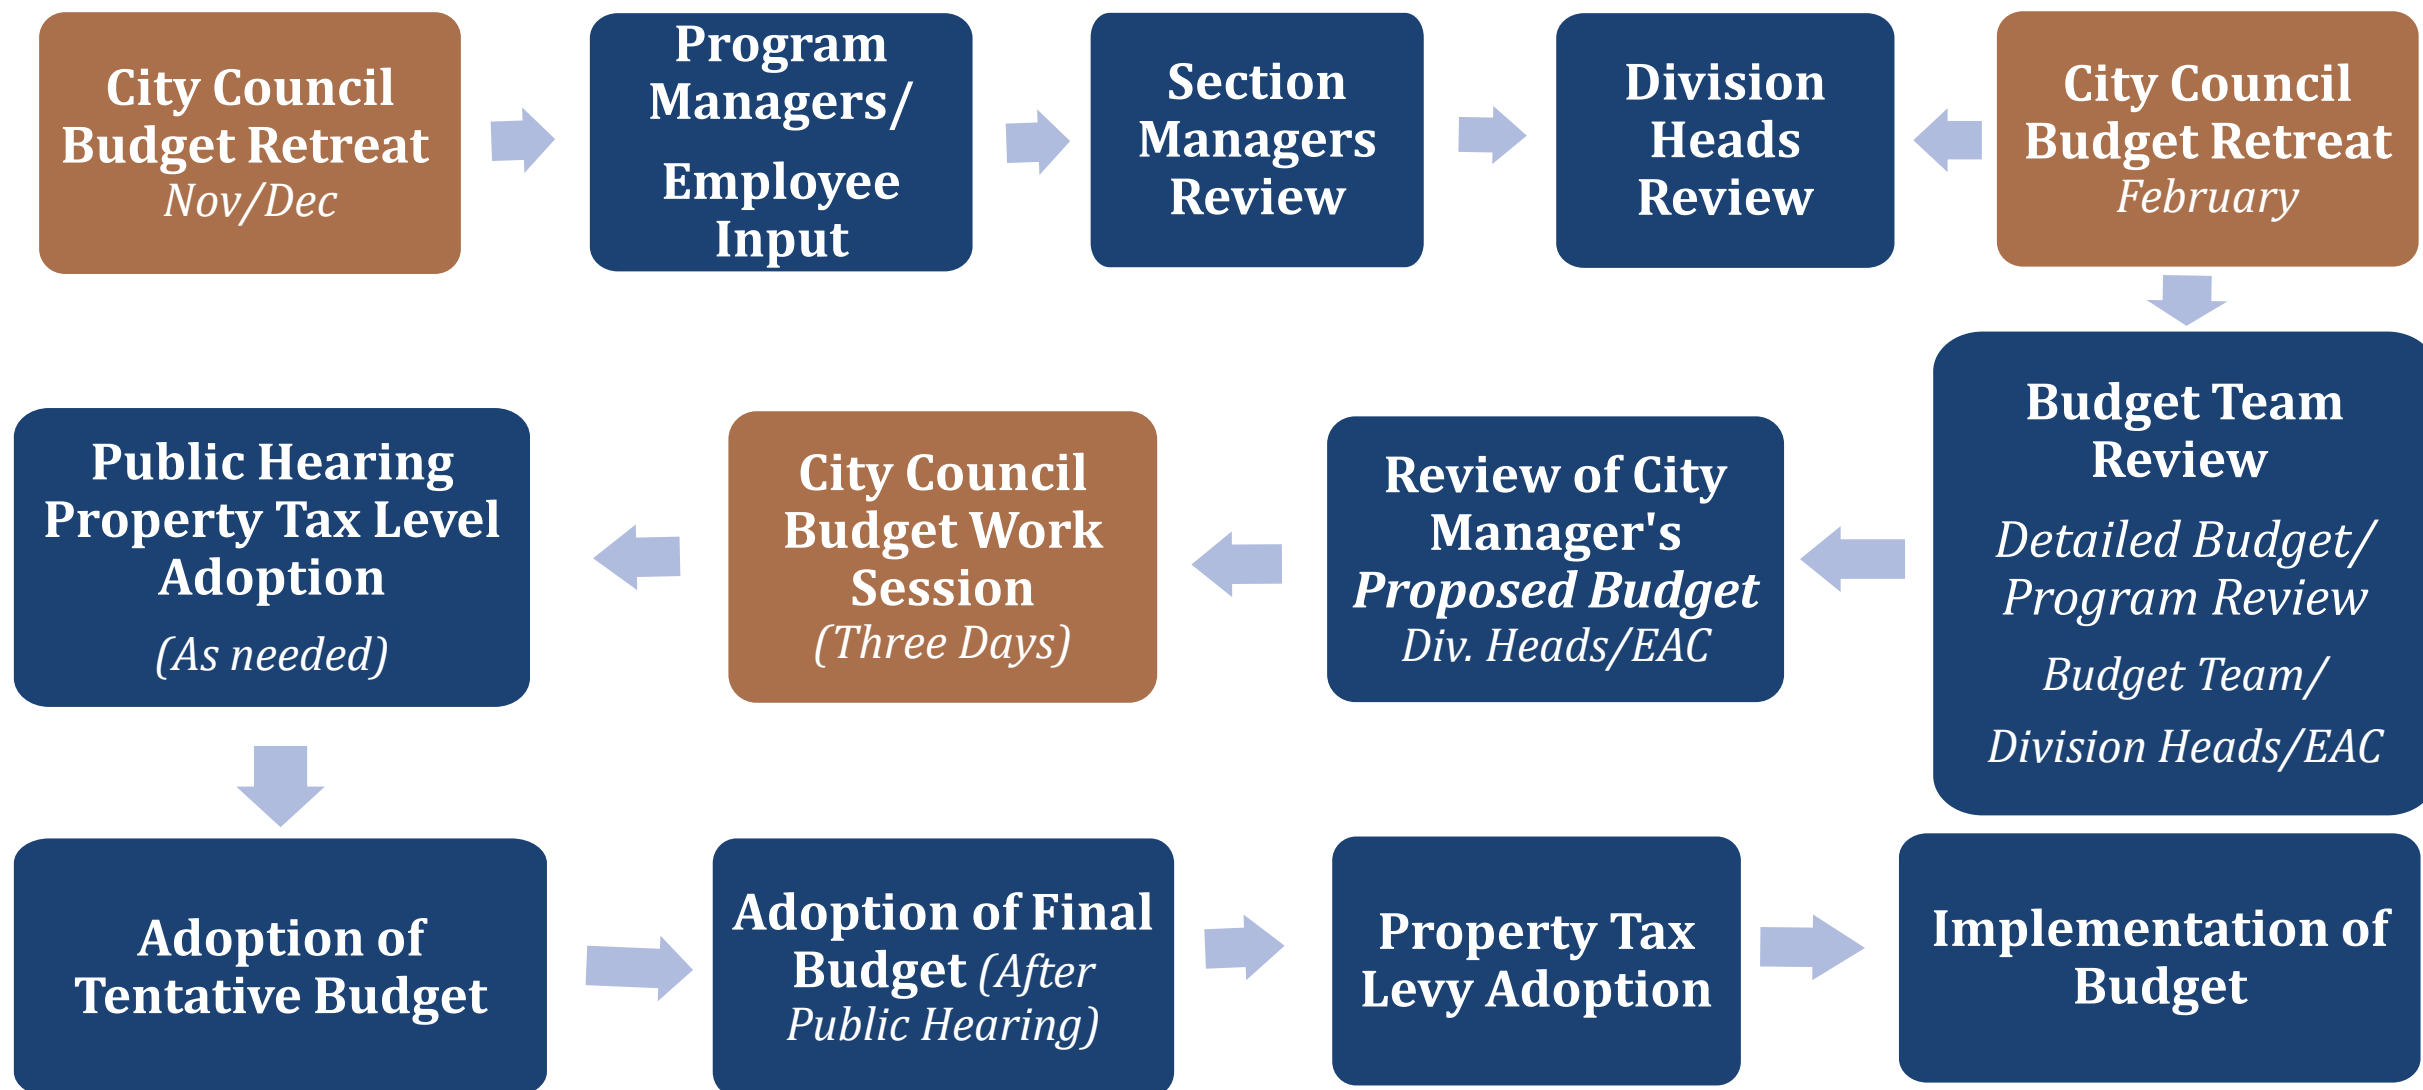 City Council
Budget Retreat
Nov/Dec
Program
Managers/
Employee
Input
Section
Managers
Review
Division
Heads
Review
City Council
Budget Retreat
February
Public Hearing
Property Tax Level
Adoption
(As needed)
City Council
Budget Work
Session
(Three Days)
Review of City
Manager's
Proposed Budget
Div. Heads/EAC
Budget Team
Review
Detailed Budget/
Program Review
Budget Team/
Division Heads/EAC
Adoption of
Tentative Budget
Adoption of Final
Budget (After
Public Hearing)
Property Tax
Levy Adoption
Implementation of
Budget